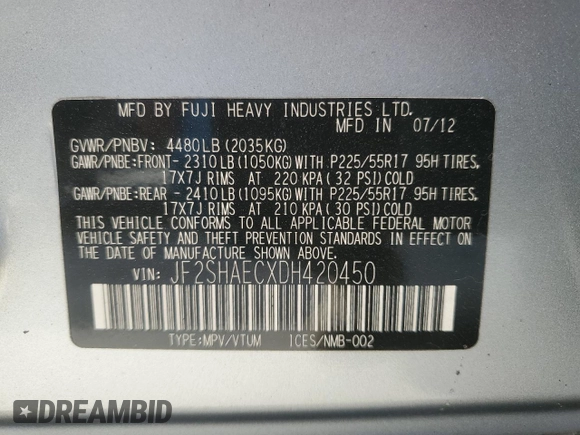 MFD BY FUJI HEAVY INDUSTRIES LTD.
MFD IN 07/12
GVWR/PNBV: 4480LB(2035KG)
GAWR/PNBE:FRONT- 2310LB(1050KG)WITH P225/55R17 95H TIRES,
17X7J RIMS AT 220 KPA(32 PSI)COLD
GAWR/PNBE:REAR - 2410LB(1095KG)WITH P225/55R17 95H TIRES,
17X7J RIMS AT 210 KPA(30 PSI)COLD
THIS VEHICLE CONFORMS TO ALL APPLICABLE FEDERAL MOTOR
VEHICLE SAFETY AND THEFT PREVENTION STANDARDS IN EFFECT ON
THE DATE OF MANUFACTURE SHOWN ABOVE.
VIN: JF2SHAECXDH420450
TYPE:MPV/VTUM ICES/NMB-002
DREAMBID